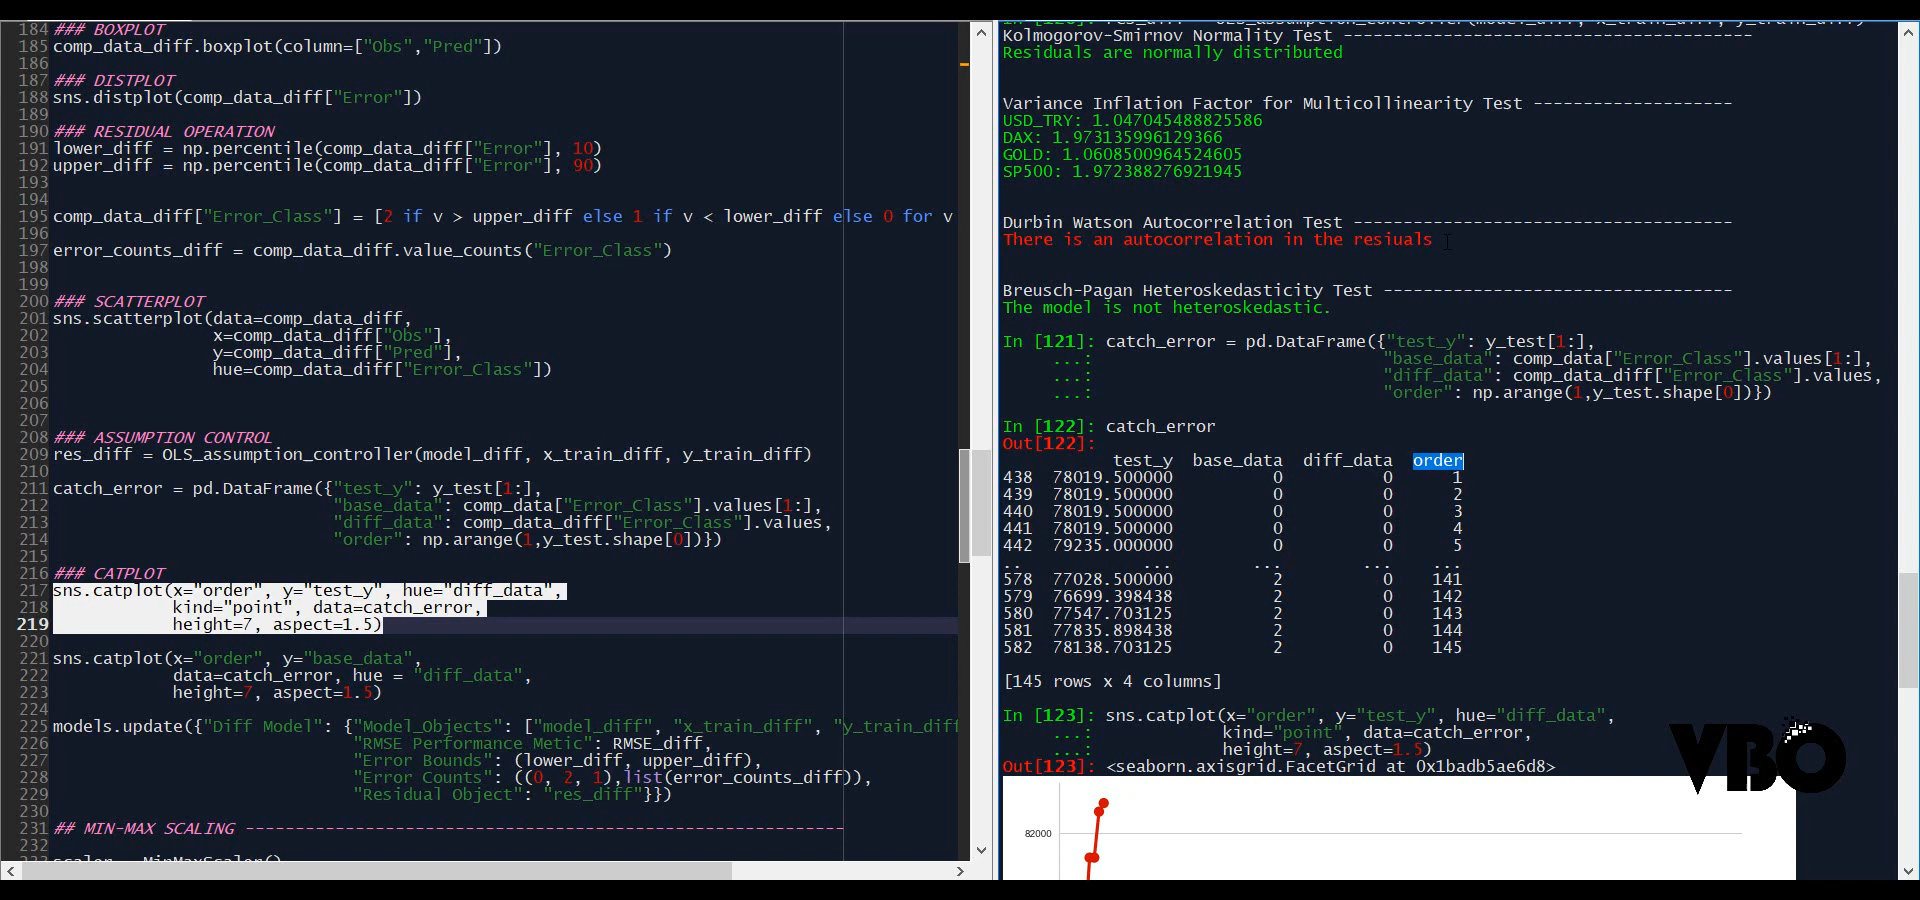 184 ### BOXPLOT
185 comp_data_diff.boxplot(column=["Obs","Pred"])
186
187 ### DISTPLOT
188 sns.distplot(comp_data_diff["Error"])
189
190 ### RESIDUAL OPERATION
191 lower_diff = np.percentile(comp_data_diff["Error"], 10)
192 upper_diff = np.percentile(comp_data_diff["Error"], 90)
193
194
195 comp_data_diff["Error_Class"] = [2 if v > upper_diff else 1 if v < lower_diff else 0 for v
196
197 error_counts_diff = comp_data_diff.value_counts("Error_Class")
198
199
200 ### SCATTERPLOT
201 sns.scatterplot(data=comp_data_diff,
202 x=comp_data_diff["Obs"],
203 y=comp_data_diff["Pred"],
204 hue=comp_data_diff["Error_Class"])
205
206
207
208 ### ASSUMPTION CONTROL
209 res_diff = OLS_assumption_controller(model_diff, x_train_diff, y_train_diff)
210
211 catch_error = pd.DataFrame({"test_y": y_test[1:],
212 "base_data": comp_data["Error_Class"].values[1:],
213 "diff_data": comp_data_diff["Error_Class"].values,
214 "order": np.arange(1,y_test.shape[0])})
215
216 ### CATPLOT
217 sns.catplot(x="order", y="test_y", hue="diff_data",
218 kind="point", data=catch_error,
219 height=7, aspect=1.5)
220
221 sns.catplot(x="order", y="base_data",
222 data=catch_error, hue = "diff_data",
223 height=7, aspect=1.5)
224
225 models.update({"Diff Model": {"Model_Objects": ["model_diff", "x_train_diff", "y_train_diff
226 "RMSE Performance Metic": RMSE_diff,
227 "Error Bounds": (lower_diff, upper_diff),
228 "Error Counts": ((0, 2, 1),list(error_counts_diff)),
229 "Residual Object": "res_diff"}})
230
231 ## MIN-MAX SCALING ------------------------------------------------------------
232
Kolmogorov-Smirnov Normality Test -----------------------------------------
Residuals are normally distributed
Variance Inflation Factor for Multicollinearity Test --------------------
USD_TRY: 1.047045488825586
DAX: 1.973135996129366
GOLD: 1.0608500964524605
SP500: 1.972388276921945
Durbin Watson Autocorrelation Test --------------------------------------
There is an autocorrelation in the resiuals
Breusch-Pagan Heteroskedasticity Test -----------------------------------
The model is not heteroskedastic.
In [121]: catch_error = pd.DataFrame({"test_y": y_test[1:],
...: "base_data": comp_data["Error_Class"].values[1:],
...: "diff_data": comp_data_diff["Error_Class"].values,
...: "order": np.arange(1,y_test.shape[0])})
In [122]: catch_error
Out[122]:
test_y base_data diff_data order
438 78019.500000 0 0 1
439 78019.500000 0 0 2
440 78019.500000 0 0 3
441 78019.500000 0 0 4
442 79235.000000 0 0 5
.. ... ... ... ...
578 77028.500000 2 0 141
579 76699.398438 2 0 142
580 77547.703125 2 0 143
581 77835.898438 2 0 144
582 78138.703125 2 0 145
[145 rows x 4 columns]
In [123]: sns.catplot(x="order", y="test_y", hue="diff_data",
...: kind="point", data=catch_error,
...: height=7, aspect=1.5)
Out[123]: <seaborn.axisgrid.FacetGrid at 0x1badb5ae6d8>
82000
VBO